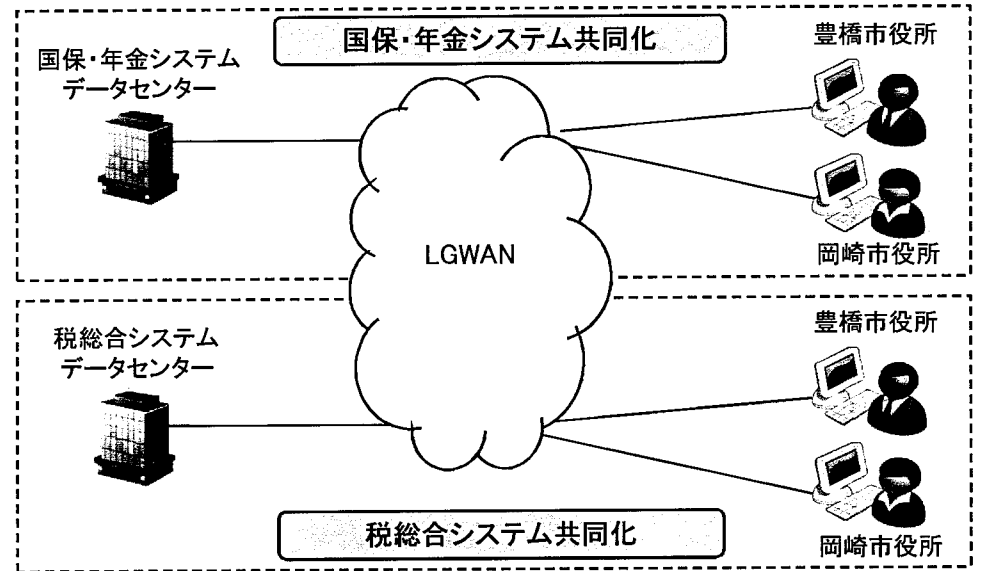 国保・年金システム共同化
国保・年金システム
データセンター
豊橋市役所
岡崎市役所
LGWAN
税総合システム
データセンター
豊橋市役所
岡崎市役所
税総合システム共同化